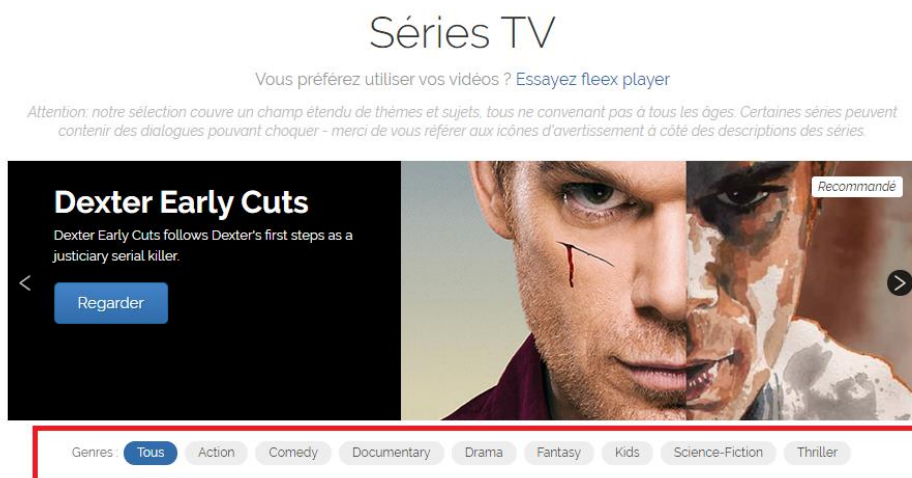 Séries TV
Vous préférez utiliser vos vidéos ? Essayez fleex player
Attention: notre sélection couvre un champ étendu de thèmes et sujets, tous ne convenant pas à tous les âges. Certaines séries peuvent
contenir des dialogues pouvant choquer - merci de vous référer aux icônes d'avertissement à côté des descriptions des séries.
Recommandé
Dexter Early Cuts
Dexter Early Cuts follows Dexter's first steps as a
justiciary serial killer.
Regarder
Genres : Tous Action Comedy Documentary Drama Fantasy Kids Science-Fiction Thriller